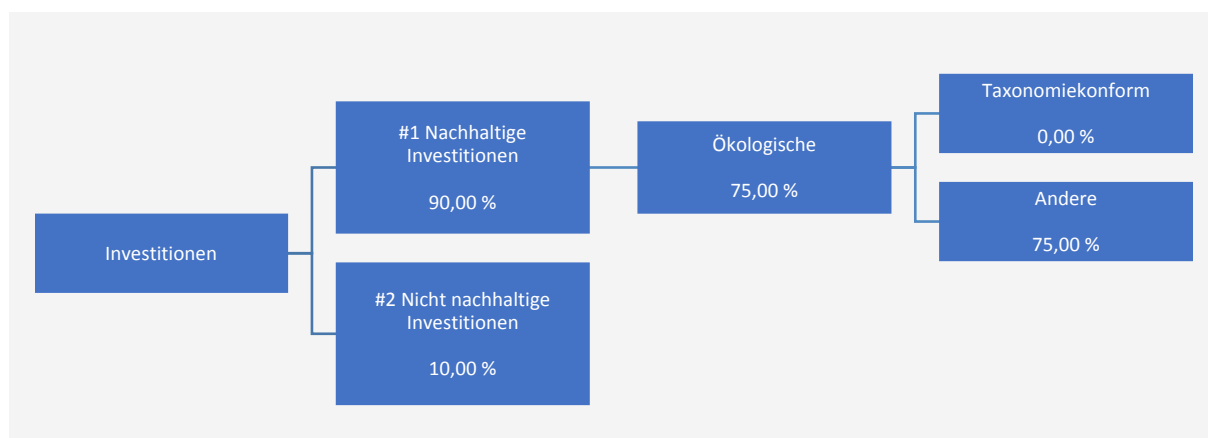 Investitionen
#1 Nachhaltige
Investitionen
90,00 %
#2 Nicht nachhaltige
Investitionen
10,00 %
Ökologische
75,00 %
Taxonomiekonform
0,00 %
Andere
75,00 %